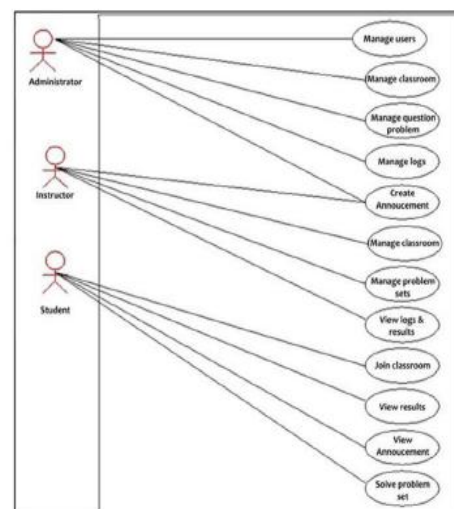 Manage users
Administrator
Manage classroom
Manage question
problem
Manage logs
Instructor
Create
Annoucement
Manage classroom
Manage problem
sets
Student
View logs &
results
Join classroom
View results
View
Annoucement
Solve problem
set